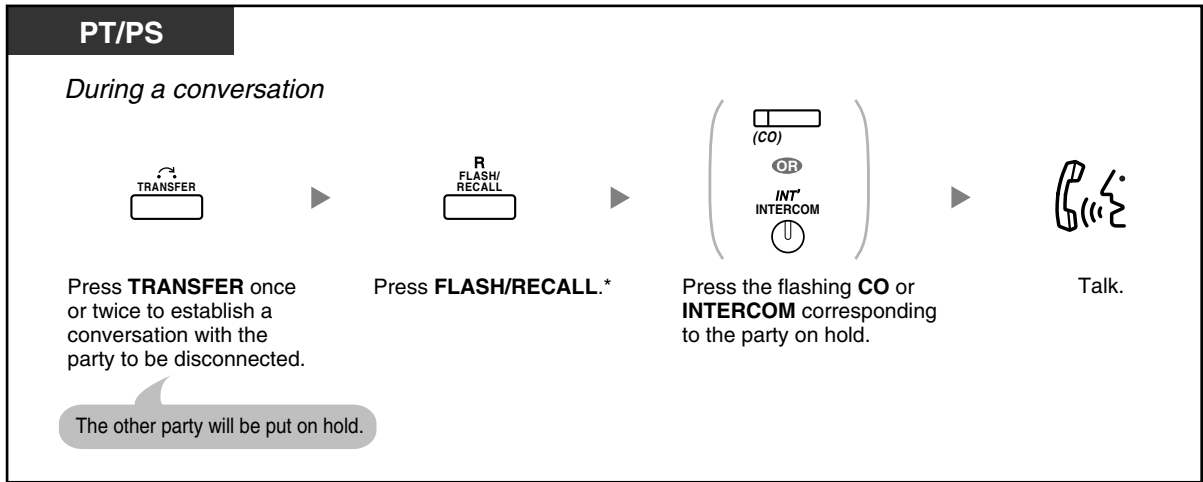 PT/PS
During a conversation
TRANSFER
R
FLASH/
RECALL
(CO)
OR
INT'
INTERCOM
Press TRANSFER once
or twice to establish a
conversation with the
party to be disconnected.
The other party will be put on hold.
Press FLASH/RECALL.*
Press the flashing CO or
INTERCOM corresponding
to the party on hold.
Talk.